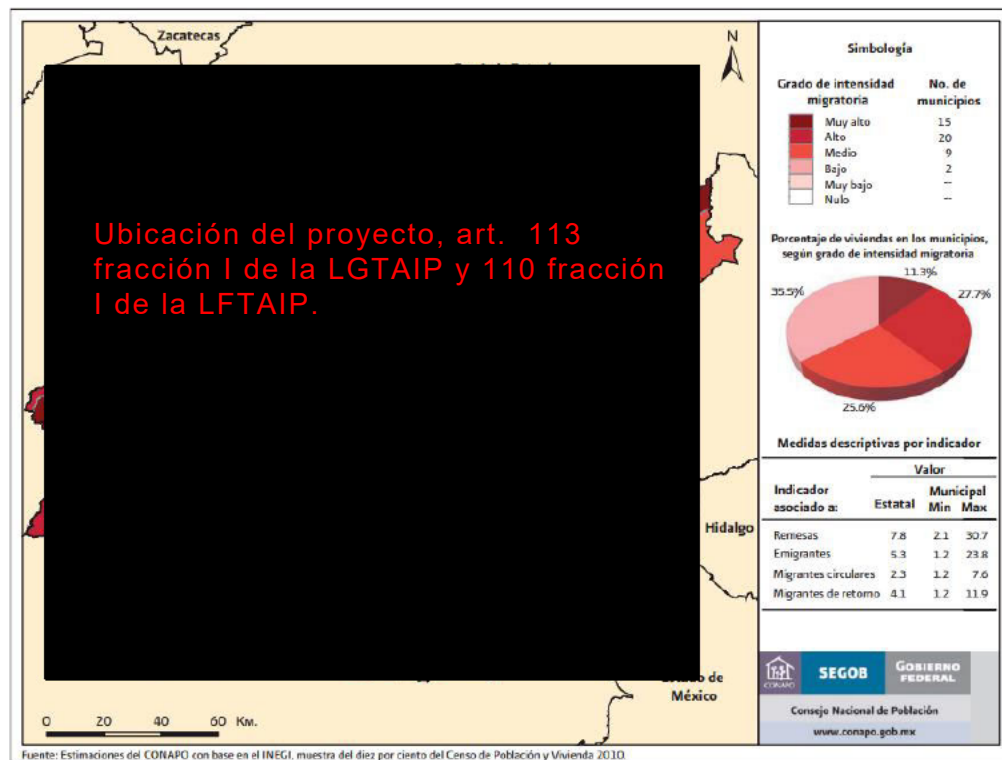 Zacatecas
N
Ubicación del proyecto, art. 113
fracción I de la LGTAIP y 110 fracción
I de la LFTAIP.
Hidalgo
Estado de
México
0 20 40 60 Km.
Simbología
Grado de intensidad migratoria No. de municipios
Muy alto 15
Alto 20
Medio 9
Bajo 2
Muy bajo --
Nulo --
Porcentaje de viviendas en los municipios,
según grado de intensidad migratoria
11.3%
35.5% 27.7%
25.6%
Medidas descriptivas por indicador
Valor
Indicador asociado a: Estatal Municipal Min Max
Remesas 7.8 2.1 30.7
Emigrantes 5.3 1.2 23.8
Migrantes circulares 2.3 1.2 7.6
Migrantes de retorno 4.1 1.2 11.9
CONAPO SEGOB GOBIERNO FEDERAL
Consejo Nacional de Población
www.conapo.gob.mx
Fuente: Estimaciones del CONAPO con base en el INEGI, muestra del diez por ciento del Censo de Población y Vivienda 2010.